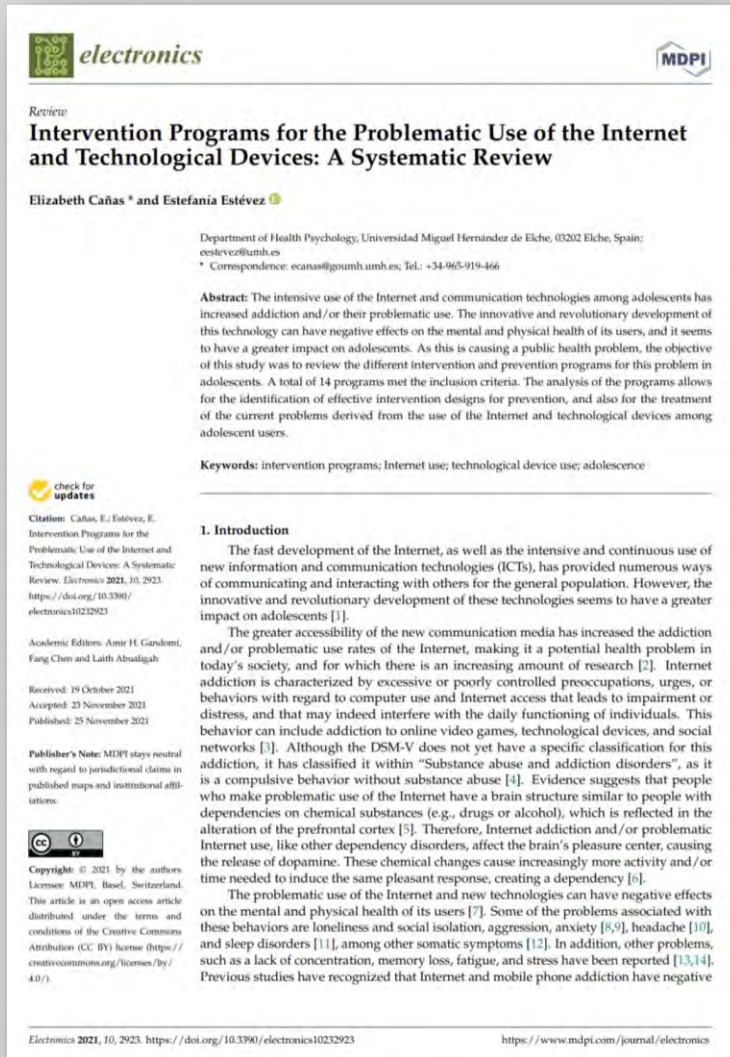 electronics
MDPI
Review
Intervention Programs for the Problematic Use of the Internet
and Technological Devices: A Systematic Review
Elizabeth Cañas * and Estefanía Estévez
Department of Health Psychology, Universidad Miguel Hernández de Elche, 03202 Elche, Spain;
eestevez@umh.es
* Correspondence: ecanas@goumh.umh.es; Tel.: +34-965-919-466
Abstract: The intensive use of the Internet and communication technologies among adolescents has
increased addiction and/or their problematic use. The innovative and revolutionary development of
this technology can have negative effects on the mental and physical health of its users, and it seems
to have a greater impact on adolescents. As this is causing a public health problem, the objective
of this study was to review the different intervention and prevention programs for this problem in
adolescents. A total of 14 programs met the inclusion criteria. The analysis of the programs allows
for the identification of effective intervention designs for prevention, and also for the treatment
of the current problems derived from the use of the Internet and technological devices among
adolescent users.
Keywords: intervention programs; Internet use; technological device use; adolescence
check for
updates
Citation: Cañas, E.; Estévez, E.
Intervention Programs for the
Problematic Use of the Internet and
Technological Devices: A Systematic
Review. Electronics 2021, 10, 2923.
https://doi.org/10.3390/
electronics10232923
Academic Editors: Amir H. Gandomi,
Fang Chen and Laith Abualigah
Received: 19 October 2021
Accepted: 23 November 2021
Published: 25 November 2021
Publisher's Note: MDPI stays neutral
with regard to jurisdictional claims in
published maps and institutional affil-
iations.
cc
BY
Copyright: © 2021 by the authors.
Licensee MDPI, Basel, Switzerland.
This article is an open access article
distributed under the terms and
conditions of the Creative Commons
Attribution (CC BY) license (https://
creativecommons.org/licenses/by/
4.0/).
1. Introduction
The fast development of the Internet, as well as the intensive and continuous use of
new information and communication technologies (ICTs), has provided numerous ways
of communicating and interacting with others for the general population. However, the
innovative and revolutionary development of these technologies seems to have a greater
impact on adolescents [1].
The greater accessibility of the new communication media has increased the addiction
and/or problematic use rates of the Internet, making it a potential health problem in
today's society, and for which there is an increasing amount of research [2]. Internet
addiction is characterized by excessive or poorly controlled preoccupations, urges, or
behaviors with regard to computer use and Internet access that leads to impairment or
distress, and that may indeed interfere with the daily functioning of individuals. This
behavior can include addiction to online video games, technological devices, and social
networks [3]. Although the DSM-V does not yet have a specific classification for this
addiction, it has classified it within “Substance abuse and addiction disorders”, as it
is a compulsive behavior without substance abuse [4]. Evidence suggests that people
who make problematic use of the Internet have a brain structure similar to people with
dependencies on chemical substances (e.g., drugs or alcohol), which is reflected in the
alteration of the prefrontal cortex [5]. Therefore, Internet addiction and/or problematic
Internet use, like other dependency disorders, affect the brain's pleasure center, causing
the release of dopamine. These chemical changes cause increasingly more activity and/or
time needed to induce the same pleasant response, creating a dependency [6].
The problematic use of the Internet and new technologies can have negative effects
on the mental and physical health of its users [7]. Some of the problems associated with
these behaviors are loneliness and social isolation, aggression, anxiety [8,9], headache [10],
and sleep disorders [11], among other somatic symptoms [12]. In addition, other problems,
such as a lack of concentration, memory loss, fatigue, and stress have been reported [13,14].
Previous studies have recognized that Internet and mobile phone addiction have negative
Electronics 2021, 10, 2923. https://doi.org/10.3390/electronics10232923
https://www.mdpi.com/journal/electronics